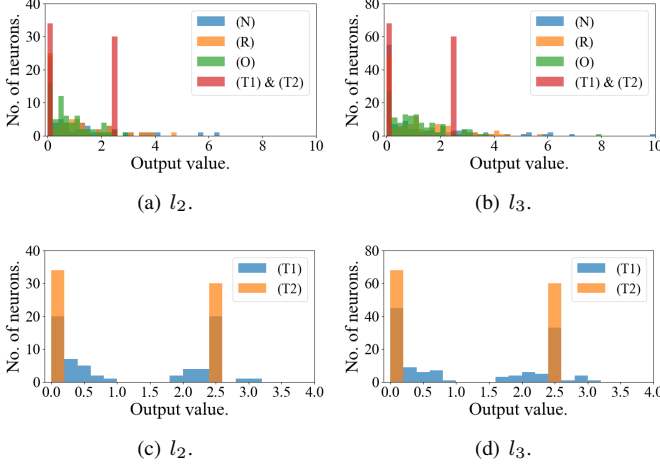 No. of neurons.
40
30
20
10
0
(N)
(R)
(O)
(T1) & (T2)
0 2 4 6 8 10
Output value.
(a) l2.
No. of neurons.
80
60
40
20
0
(N)
(R)
(O)
(T1) & (T2)
0 2 4 6 8 10
Output value.
(b) l3.
No. of neurons.
40
30
20
10
0
(T1)
(T2)
0.0 0.5 1.0 1.5 2.0 2.5 3.0 3.5 4.0
Output value.
(c) l2.
No. of neurons.
80
60
40
20
0
(T1)
(T2)
0.0 0.5 1.0 1.5 2.0 2.5 3.0 3.5 4.0
Output value.
(d) l3.